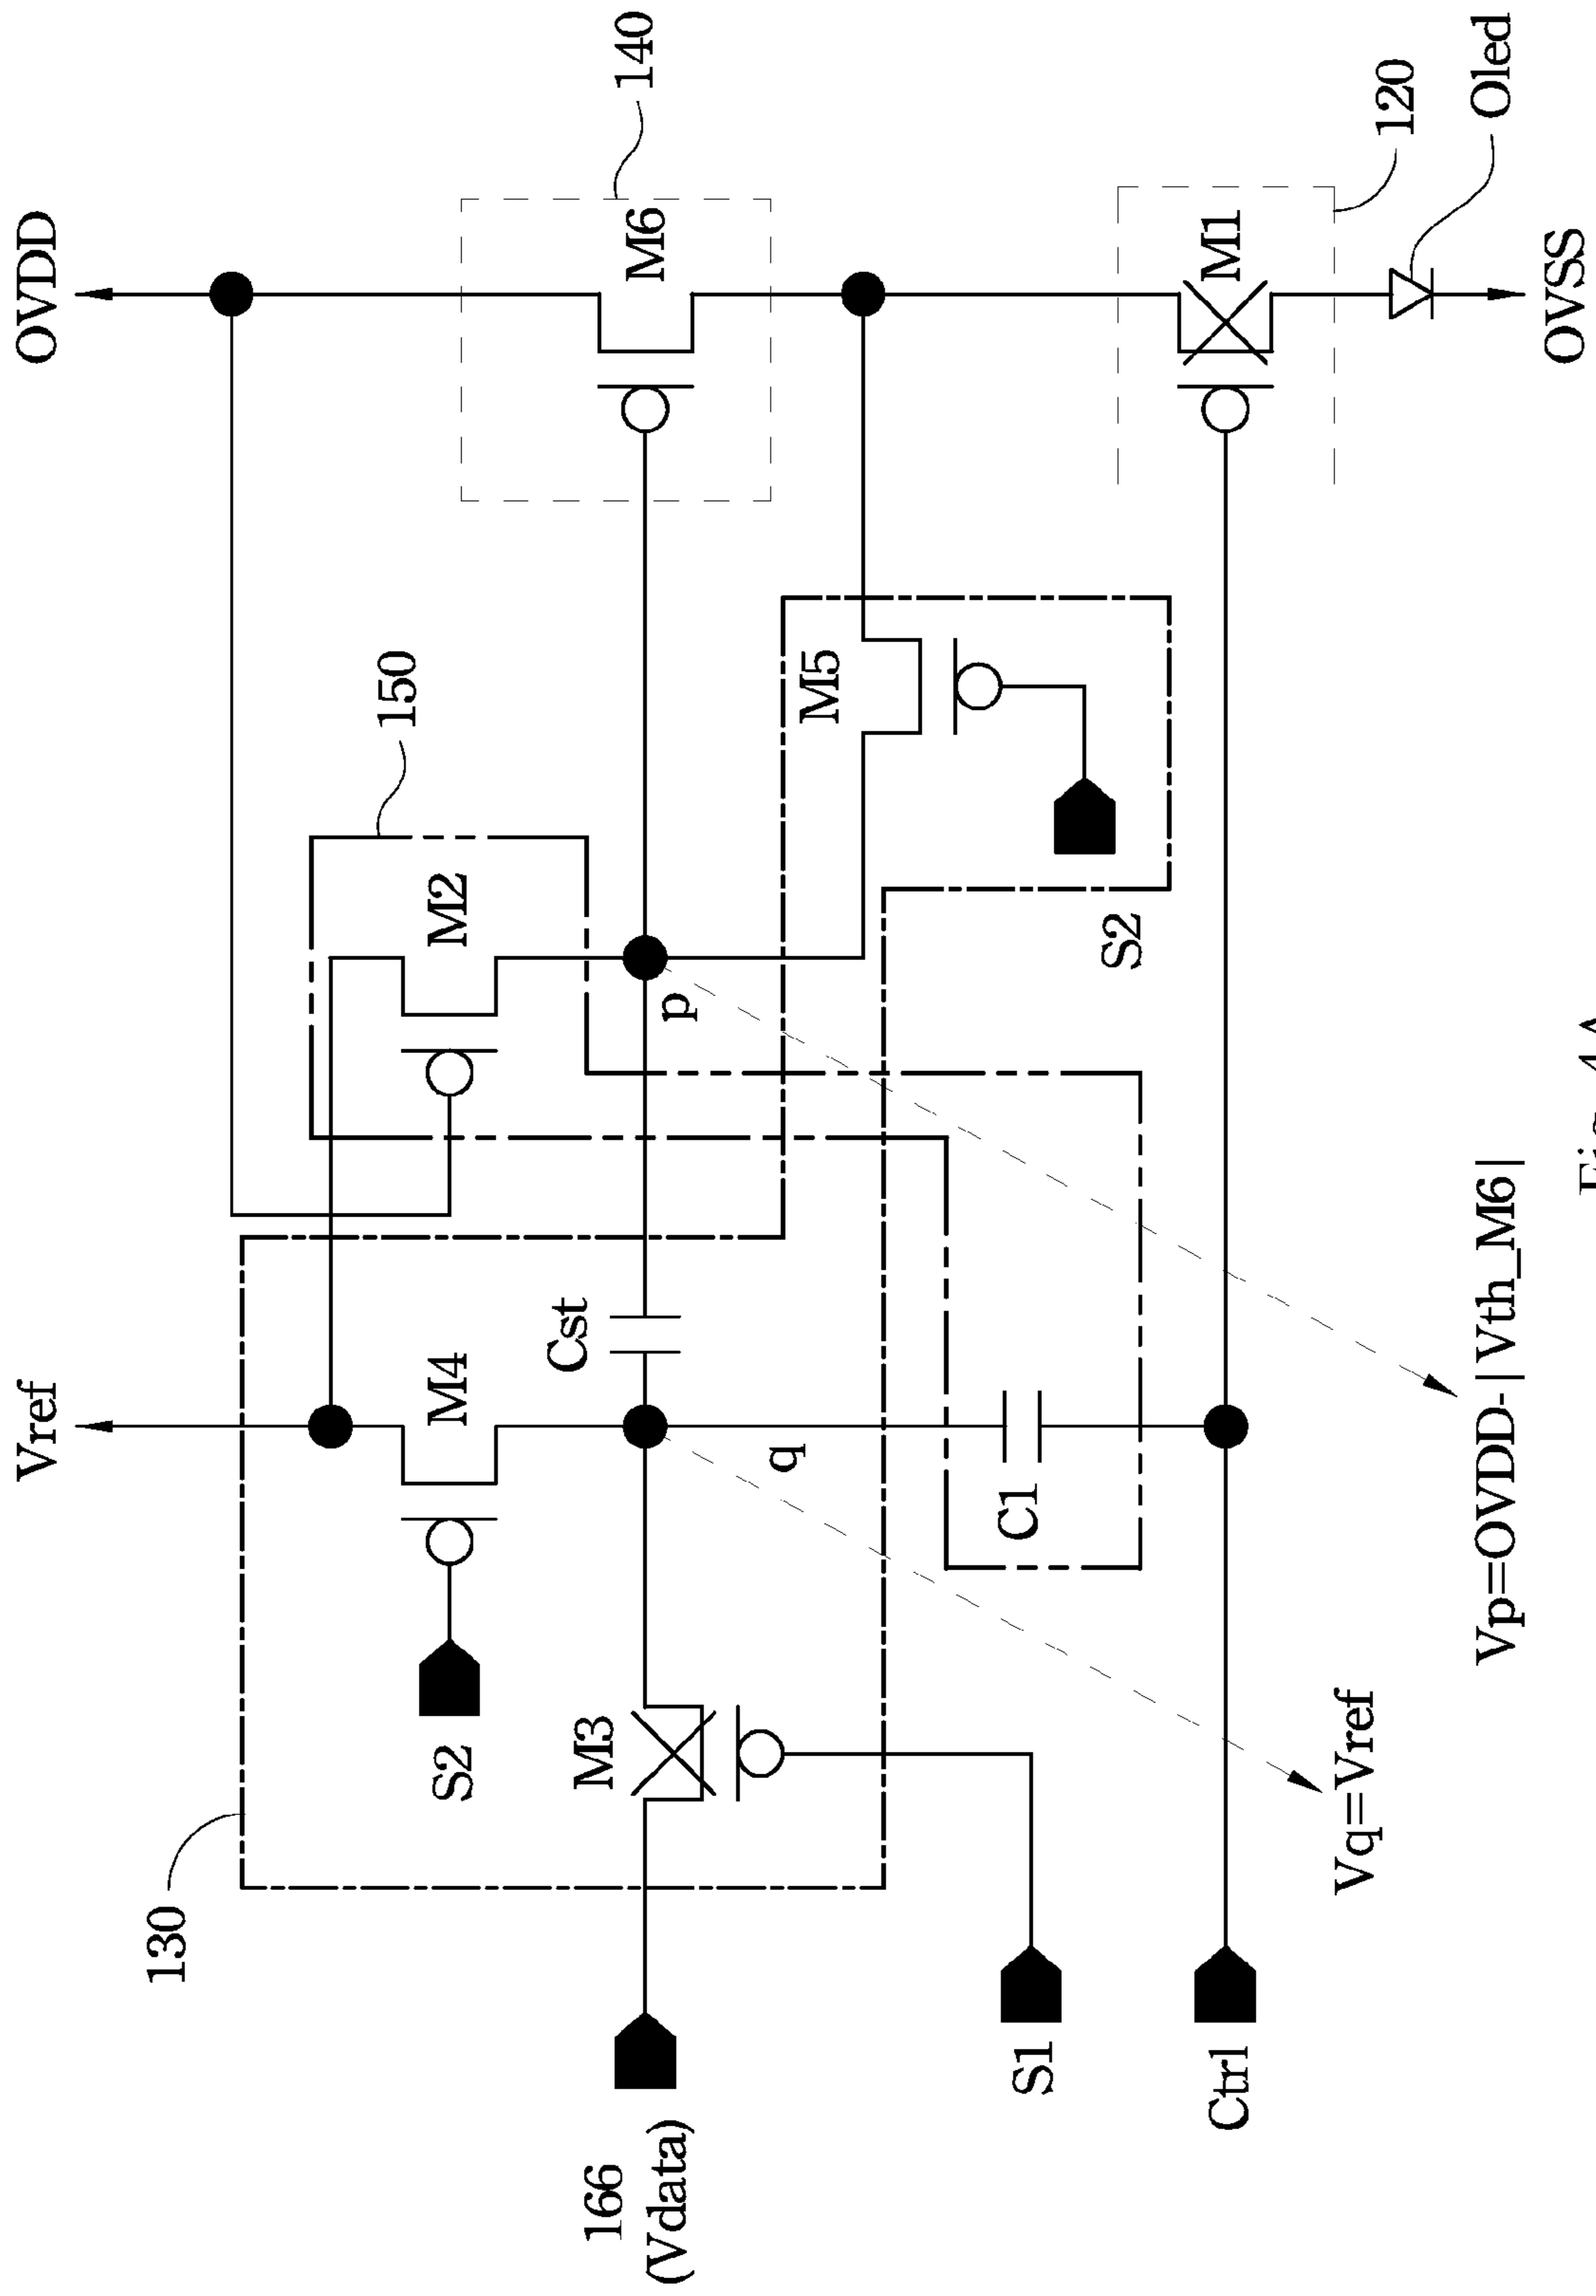 OVDD
Vref
140
150
130
M6
M2
M4
Cst
p
q
M5
S2
S2
M3
166
(Vdata)
C1
S1
Ctrl
M1
120
Oled
OVSS
Vq=Vref
Vp=OVDD-|Vth_M6|